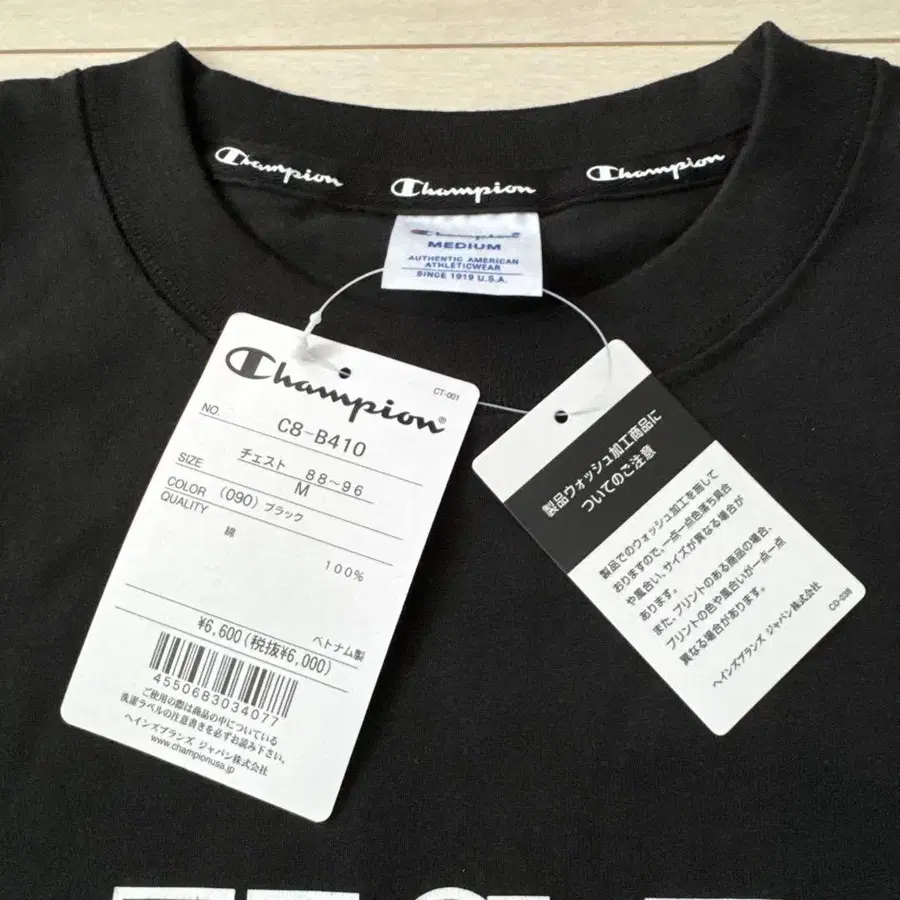 Champion
Champion
Champion
Champion
MEDIUM
AUTHENTIC AMERICAN
ATHLETICWEAR
SINCE 1919 U.S.A.
Champion®
CT-001
NO. C8-B410
SIZE チェスト 88~96
M
COLOR (090) ブラック
QUALITY
綿
100%
ベトナム製
¥6,600(税抜¥6,000)
4550683034077
ご使用の際は商品の中についている
洗濯ラベルの注意書きを必ずお読み下さい。
ヘインズブランズ ジャパン株式会社
www.championusa.jp
製品ウォッシュ加工商品に
ついてのご注意
製品でのウォッシュ加工を施して
おりますので、一点一点色落ち具合
や風合い、サイズが異なる場合が
あります。
また、プリントのある商品の場合、
プリントの色や風合いが一点一点
異なる場合があります。
ヘインズブランズ ジャパン株式会社
CD-038